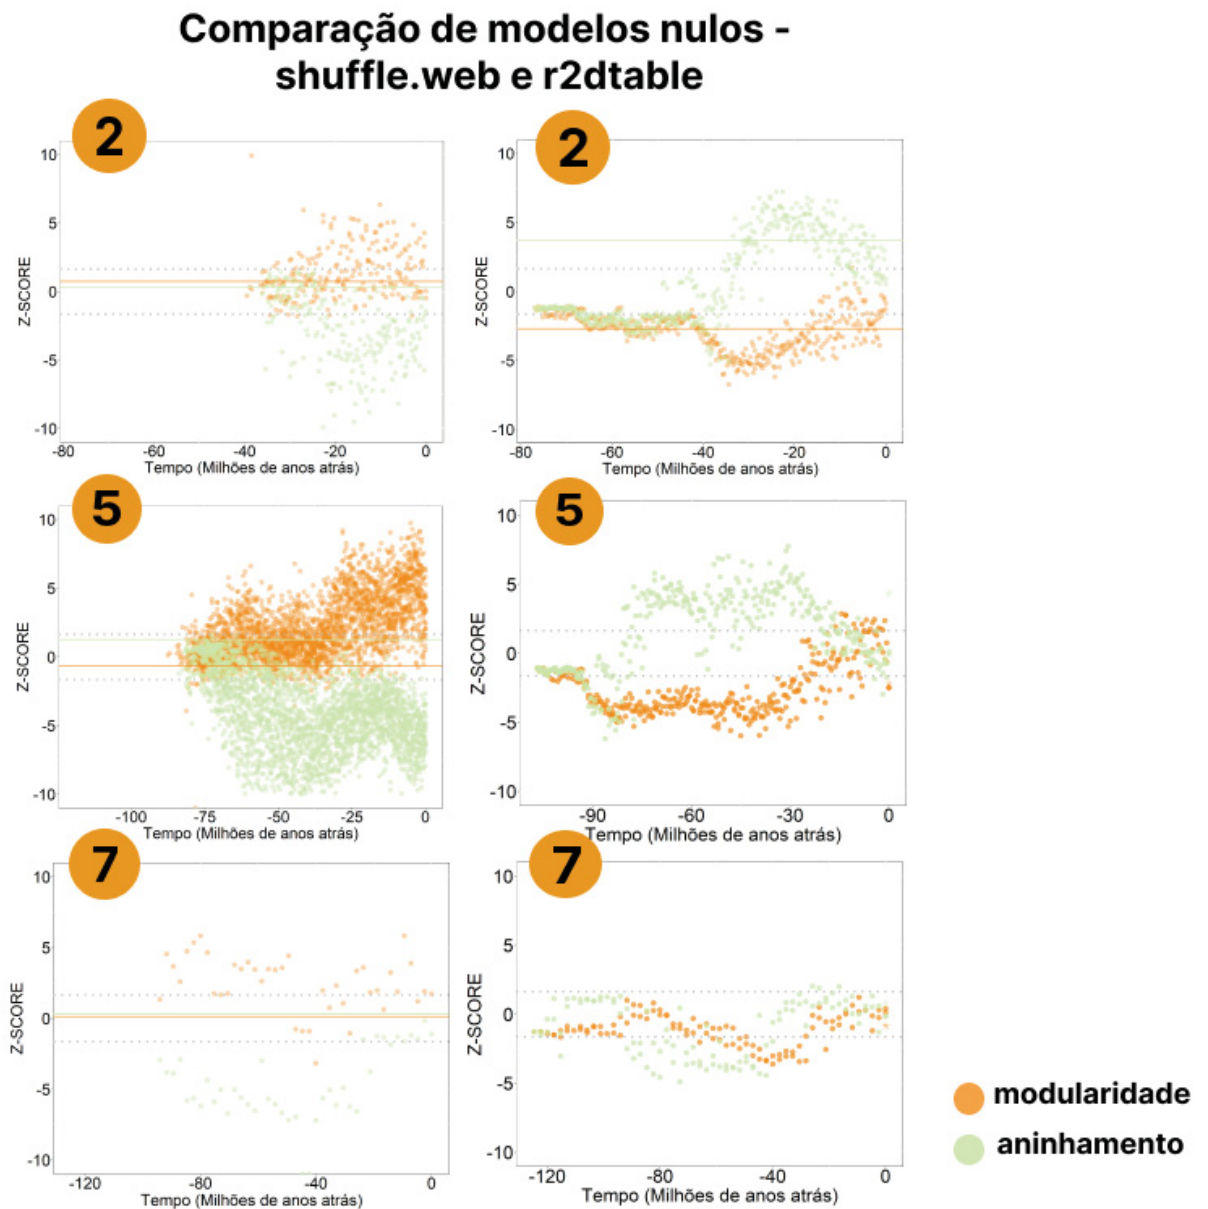 Comparação de modelos nulos -
shuffle.web e r2dtable
2
10
5
0
-5
-10
Z-SCORE
-80 -60 -40 -20 0
Tempo (Milhões de anos atrás)
2
10
5
0
-5
-10
Z-SCORE
-80 -60 -40 -20 0
Tempo (Milhões de anos atrás)
5
10
5
0
-5
-10
Z-SCORE
-100 -75 -50 -25 0
Tempo (Milhões de anos atrás)
5
10
5
0
-5
-10
Z-SCORE
-90 -60 -30 0
Tempo (Milhões de anos atrás)
7
10
5
0
-5
-10
Z-SCORE
-120 -80 -40 0
Tempo (Milhões de anos atrás)
7
10
5
0
-5
-10
Z-SCORE
-120 -80 -40 0
Tempo (Milhões de anos atrás)
modularidade
aninhamento